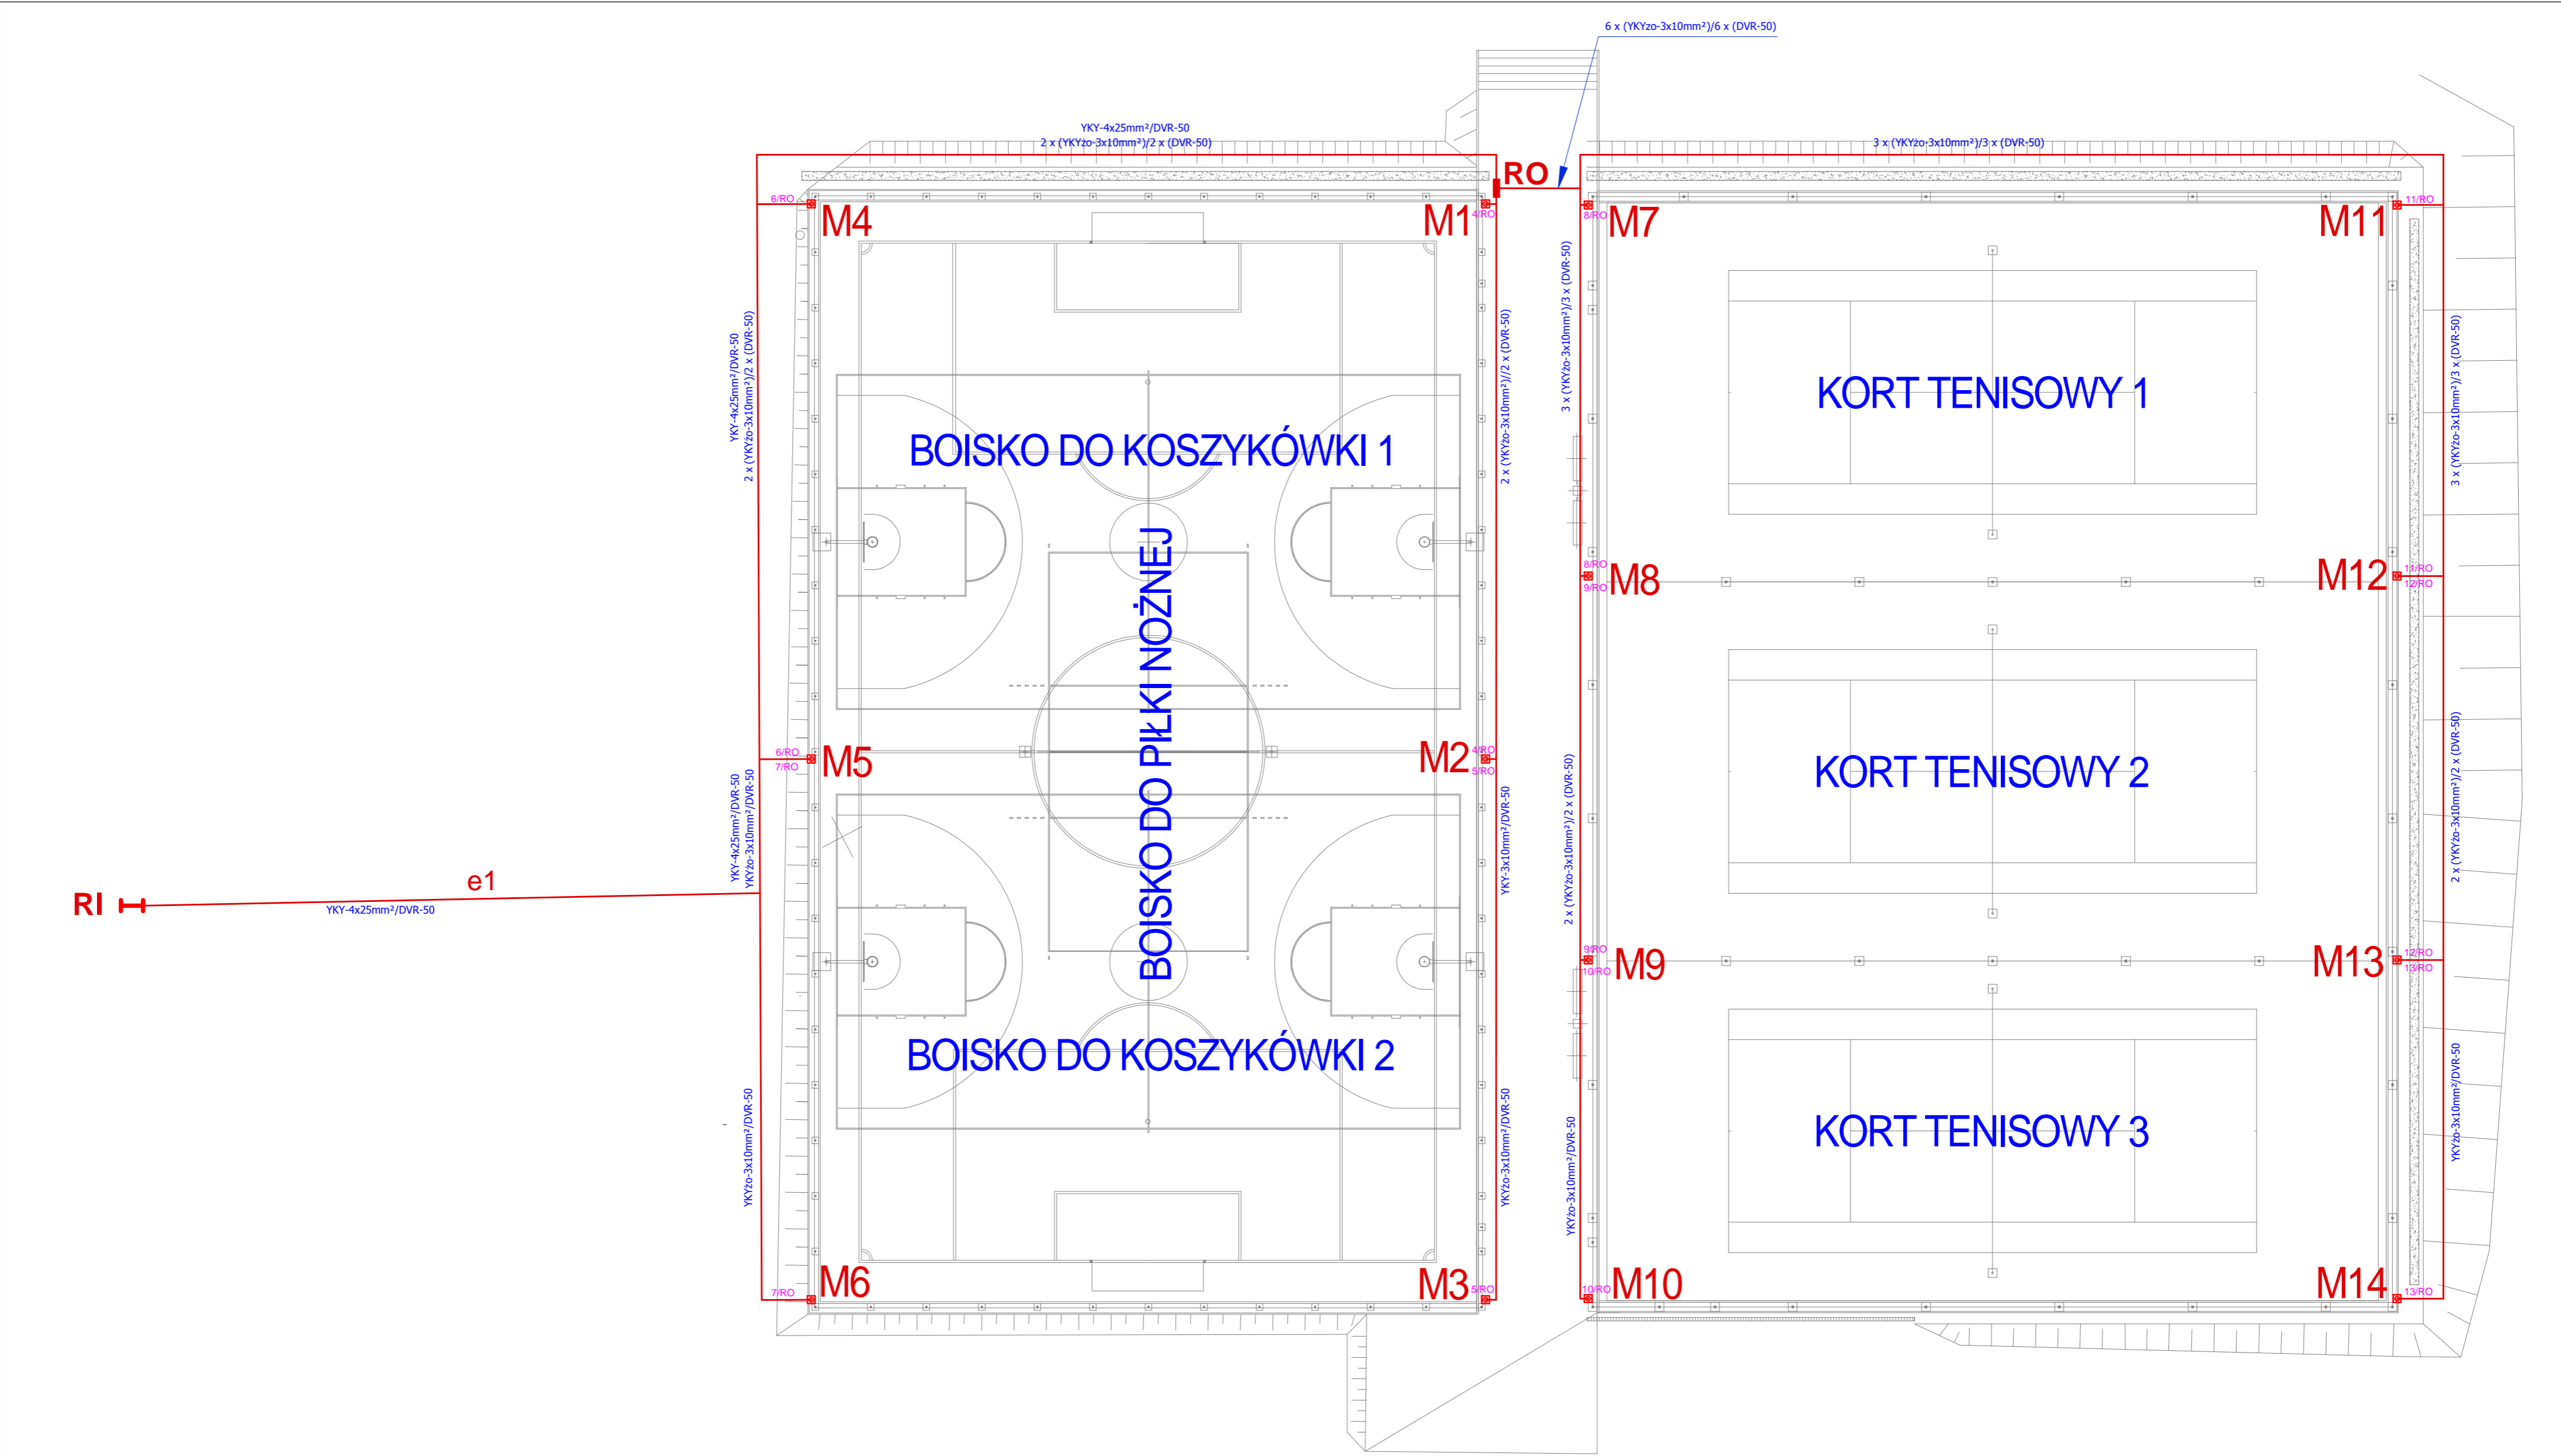 6 x (YKYzo-3x10mm²)/6 x (DVR-50)
YKY-4x25mm²/DVR-50
2 x (YKYżo-3x10mm²)/2 x (DVR-50)
3 x (YKYżo-3x10mm²)/3 x (DVR-50)
RO
6/RO
M4
M1
4/RO
8/RO
M7
M11
11/RO
YKY-4x25mm²/DVR-50
2 x (YKYżo-3x10mm²)/2 x (DVR-50)
2 x (YKYżo-3x10mm²)//2 x (DVR-50)
3 x (YKYżo-3x10mm²)/3 x (DVR-50)
3 x (YKYżo-3x10mm²)/3 x (DVR-50)
KORT TENISOWY 1
BOISKO DO KOSZYKÓWKI 1
BOISKO DO PIŁKI NOŻNEJ
8/RO
9/RO
M8
M12
11/RO
12/RO
6/RO
7/RO
M5
M2
4/RO
5/RO
KORT TENISOWY 2
YKY-4x25mm²/DVR-50
YKYżo-3x10mm²/DVR-50
YKY-3x10mm²/DVR-50
2 x (YKYżo-3x10mm²)/2 x (DVR-50)
2 x (YKYżo-3x10mm²)/2 x (DVR-50)
RI
e1
YKY-4x25mm²/DVR-50
9/RO
10/RO
M9
M13
12/RO
13/RO
BOISKO DO KOSZYKÓWKI 2
KORT TENISOWY 3
YKYżo-3x10mm²/DVR-50
YKYżo-3x10mm²/DVR-50
YKYżo-3x10mm²/DVR-50
YKYżo-3x10mm²/DVR-50
7/RO
M6
M3
5/RO
10/RO
M10
M14
13/RO